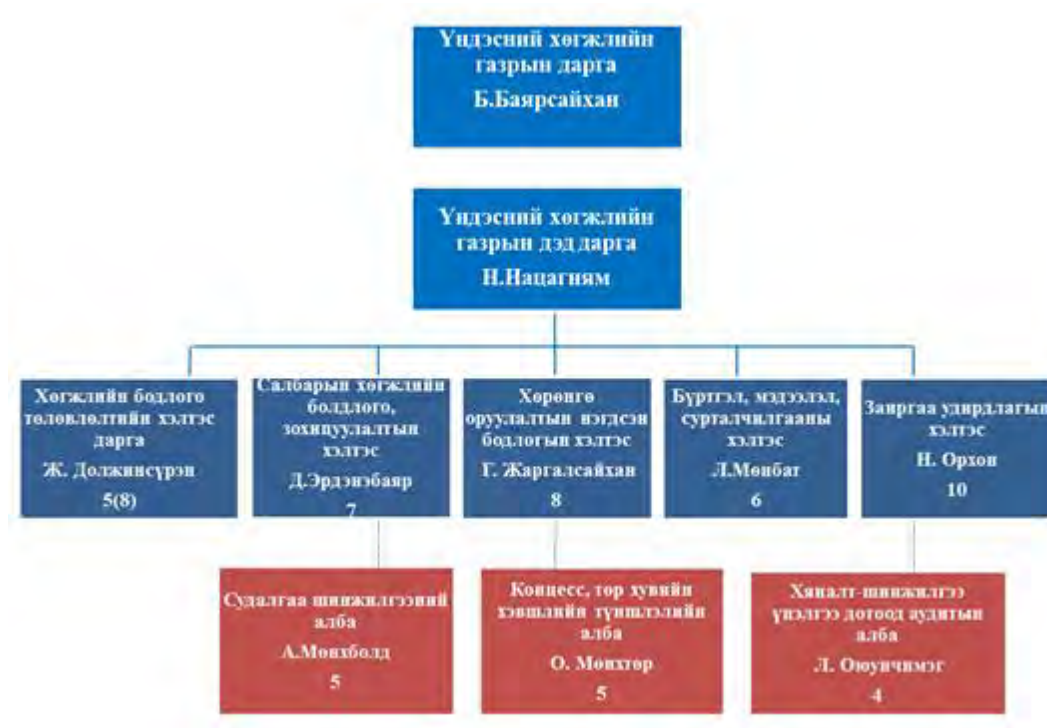 Үндэсний хөгжлийн
газрын дарга
Б.Баярсайхан
Үндэсний хөгжлийн
газрын дэд дарга
Н.Нацагням
Хөгжлийн бодлого
төлөвлөлтийн хэлтэс
дарга
Ж. Должинсүрэн
5(8)
Салбарын хөгжлийн
болдлого,
зохицуулалтын
хэлтэс
Д.Эрдэнэбаяр
7
Хөрөнгө
оруулалтын нэгдсэн
бодлогын хэлтэс
Г. Жаргалсайхан
8
Бүртгэл, мэдээлэл,
сурталчилгааны
хэлтэс
Л.Мөнбат
6
Заиргаа удирдлагын
хэлтэс
Н. Орхон
10
Судалгаа шинжилгээний
алба
А.Мөнхболд
5
Концесс, төр хувийн
хэвшлийн түншлэлийн
алба
О. Мөнхтөр
5
Хяналт-шинжилгээ
үнэлгээ дотоод аудитын
алба
Л. Оюунчимэг
4